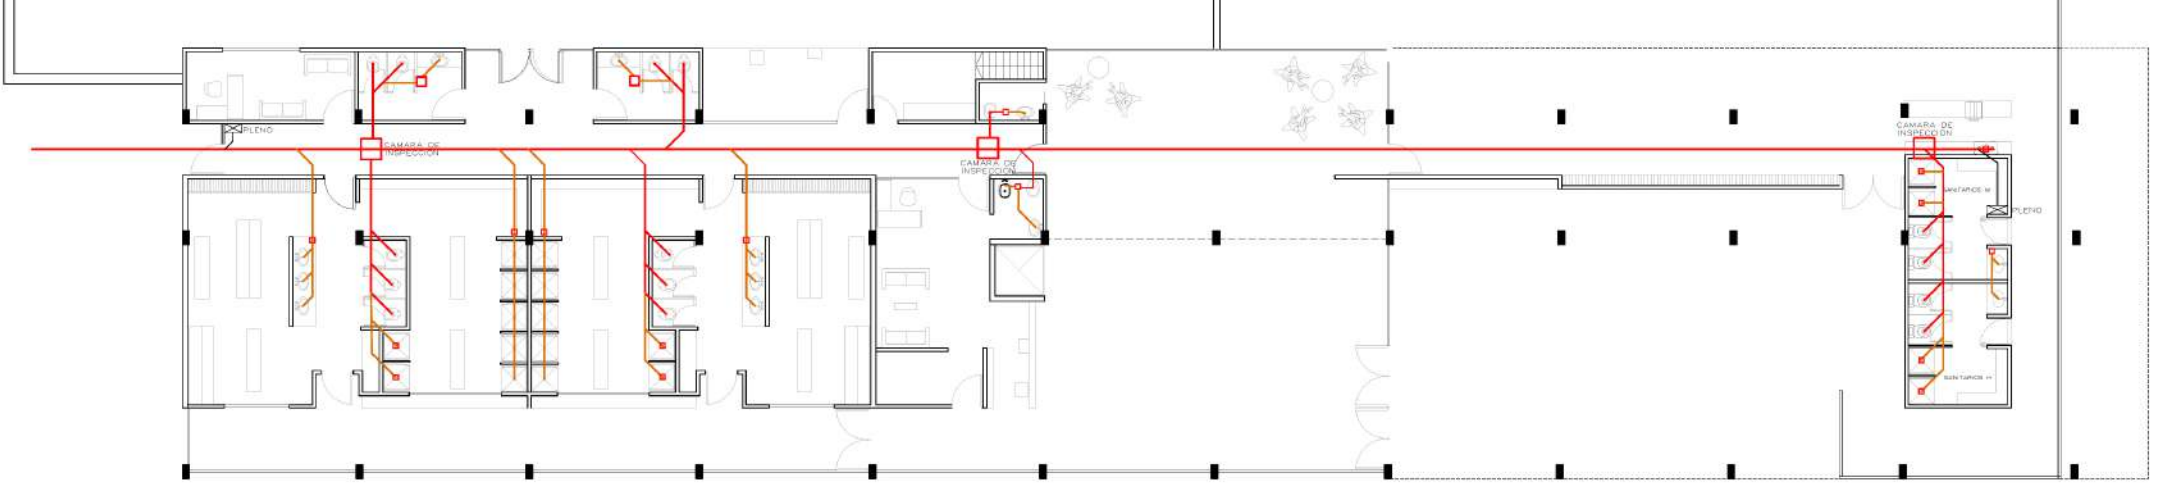 PLENO
CAMARA DE
INSPECCION
CAMARA DE
INSPECCION
CAMARA DE
INSPECCION
SANITARIOS M
PLENO
SANITARIOS H